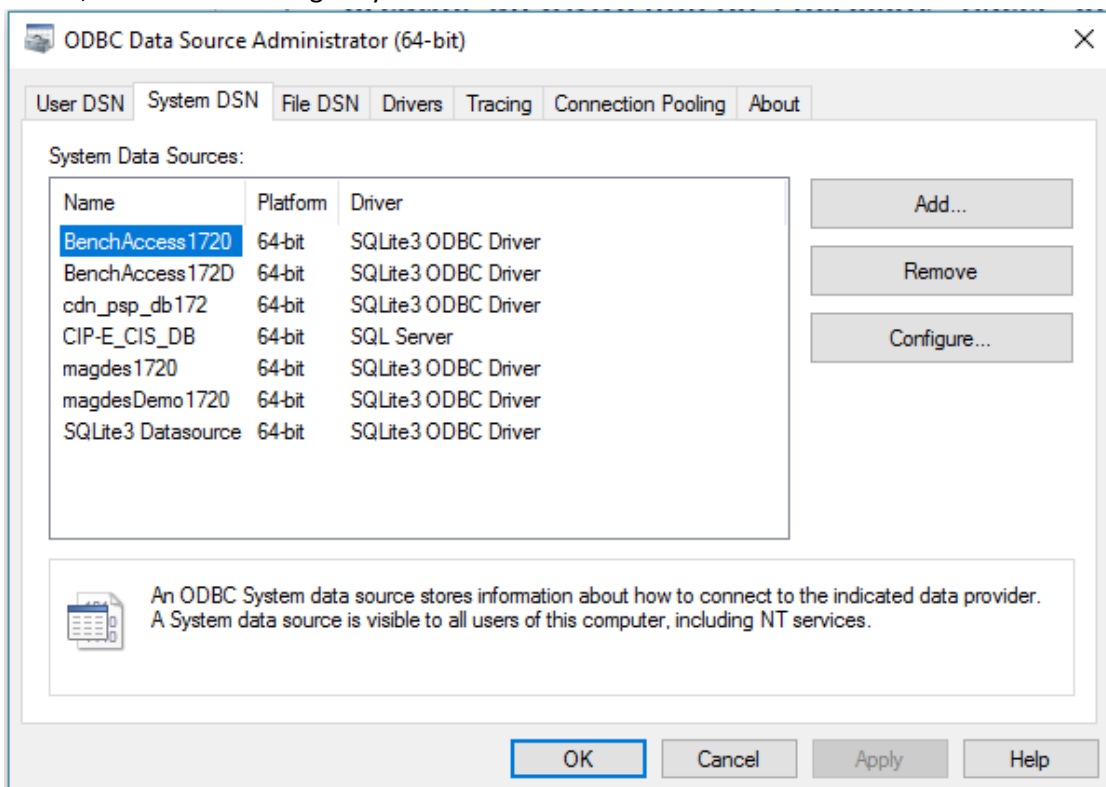 ODBC Data Source Administrator (64-bit)
User DSN System DSN File DSN Drivers Tracing Connection Pooling About
System Data Sources:
Name Platform Driver
BenchAccess1720 64-bit SQLite3 ODBC Driver
BenchAccess172D 64-bit SQLite3 ODBC Driver
cdn_psp_db172 64-bit SQLite3 ODBC Driver
CIP-E_CIS_DB 64-bit SQL Server
magdes1720 64-bit SQLite3 ODBC Driver
magdesDemo1720 64-bit SQLite3 ODBC Driver
SQLite3 Datasource 64-bit SQLite3 ODBC Driver
Add...
Remove
Configure...
An ODBC System data source stores information about how to connect to the indicated data provider.
A System data source is visible to all users of this computer, including NT services.
OK Cancel Apply Help